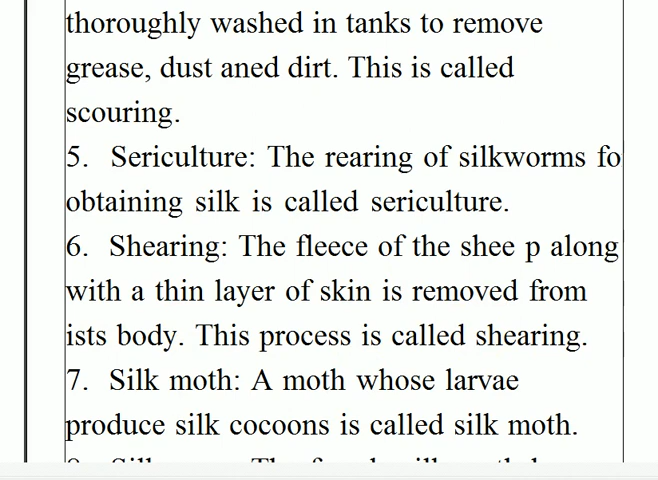 thoroughly washed in tanks to remove
grease, dust aned dirt. This is called
scouring.
5. Sericulture: The rearing of silkworms fo
obtaining silk is called sericulture.
6. Shearing: The fleece of the shee p along
with a thin layer of skin is removed from
ists body. This process is called shearing.
7. Silk moth: A moth whose larvae
produce silk cocoons is called silk moth.